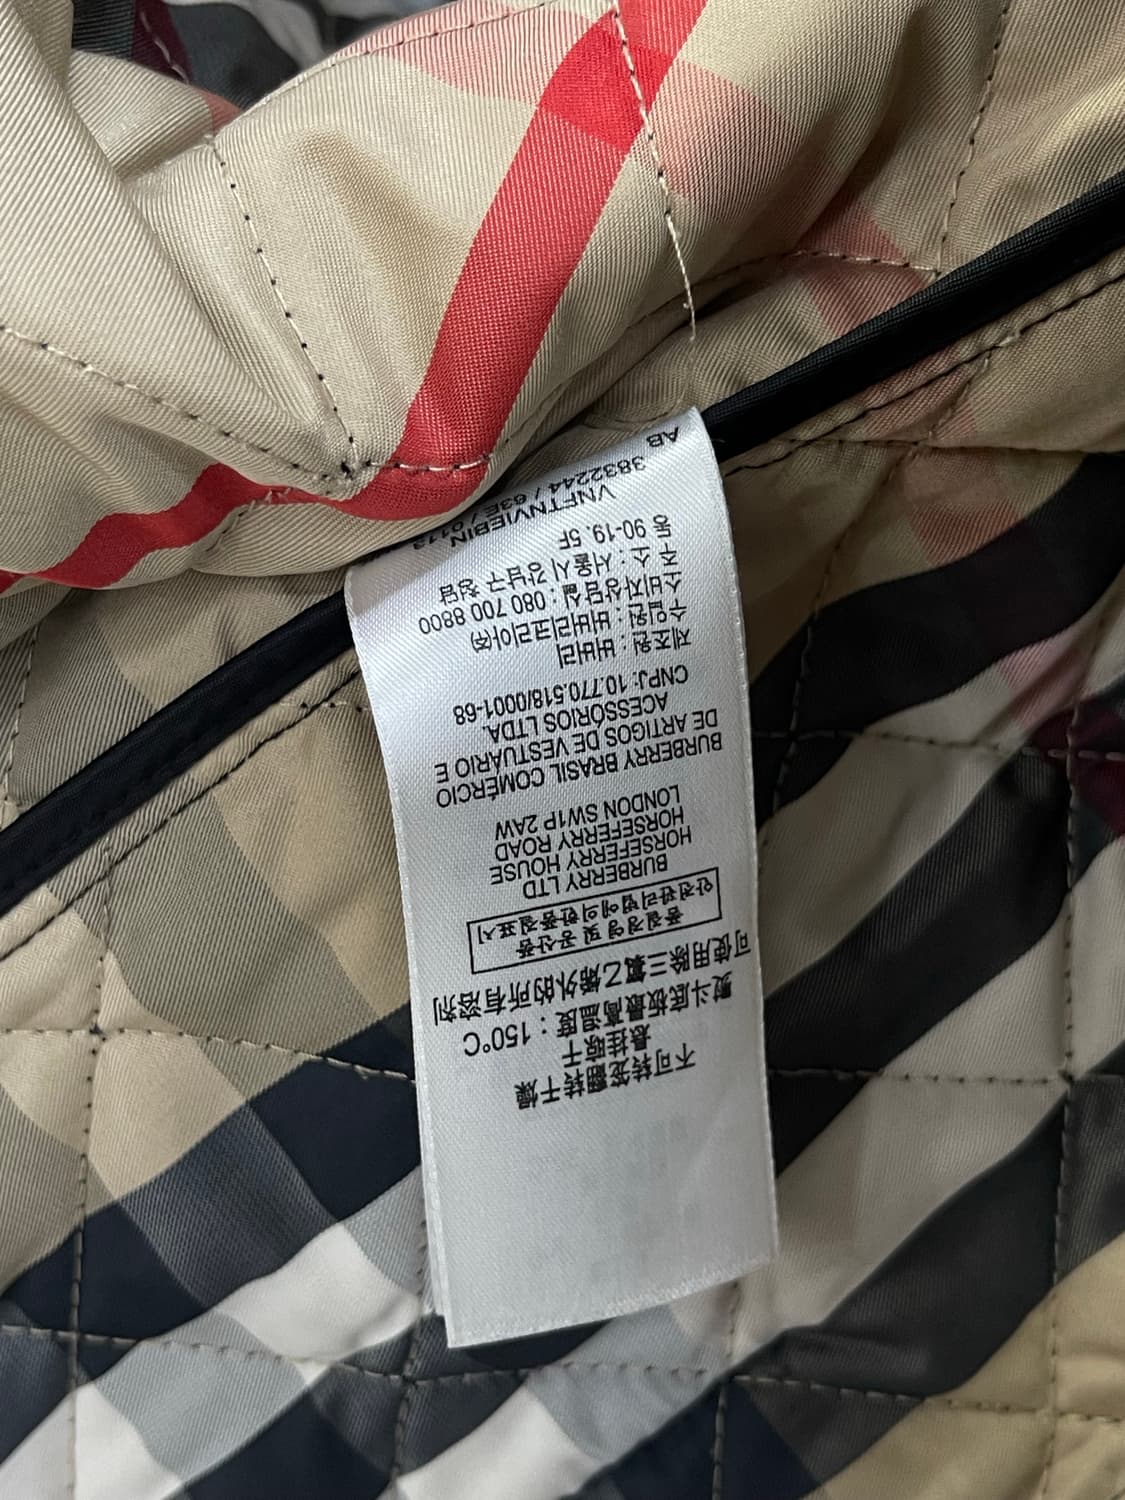 不可转笼翻转干燥
悬挂晾干
熨斗底板最高温度：150°C
可使用除三氯乙烯外的所有溶剂
품질경영 및 공산품
안전관리법에의한품질표시
BURBERRY LTD
HORSEFERRY HOUSE
HORSEFERRY ROAD
LONDON SW1P 2AW
BURBERRY BRASIL COMÉRCIO
DE ARTIGOS DE VESTUÁRIO E
ACESSÓRIOS LTDA.
CNPJ: 10.770.518/0001-68
제조원 : 버버리
수입원 : 버버리코리아㈜
소비자상담실 : 080 700 8800
주 소 : 서울시 강남구 청담
동 90-19. 5F
VNFTNVIEBIN
3832244 / 63E / 0113
AB